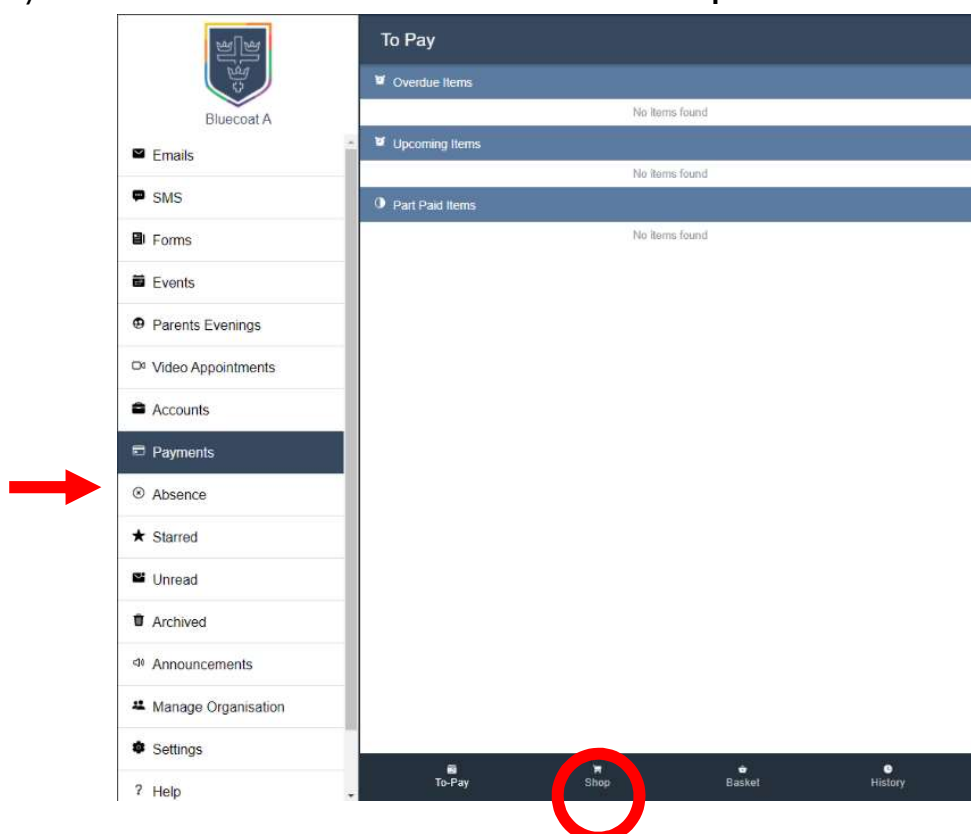 Bluecoat A
Emails
SMS
Forms
Events
Parents Evenings
Video Appointments
Accounts
Payments
Absence
Starred
Unread
Archived
Announcements
Manage Organisation
Settings
? Help
To Pay
Overdue Items
No items found
Upcoming Items
No items found
Part Paid Items
No items found
To-Pay Shop Basket History